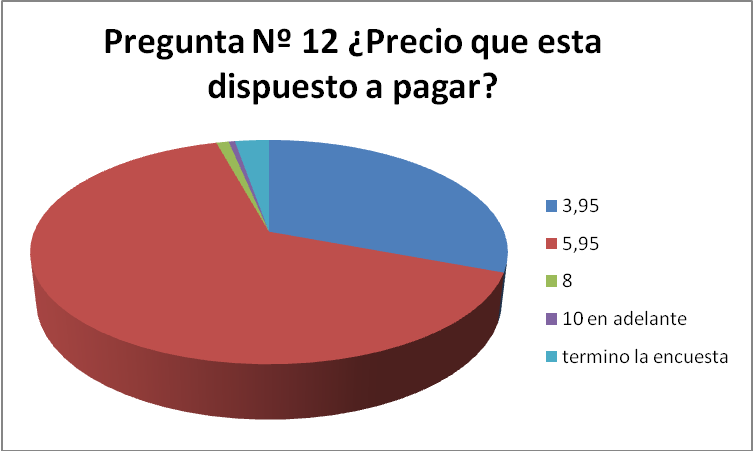 Pregunta Nº 12 ¿Precio que esta
dispuesto a pagar?
3,95
5,95
8
10 en adelante
termino la encuesta